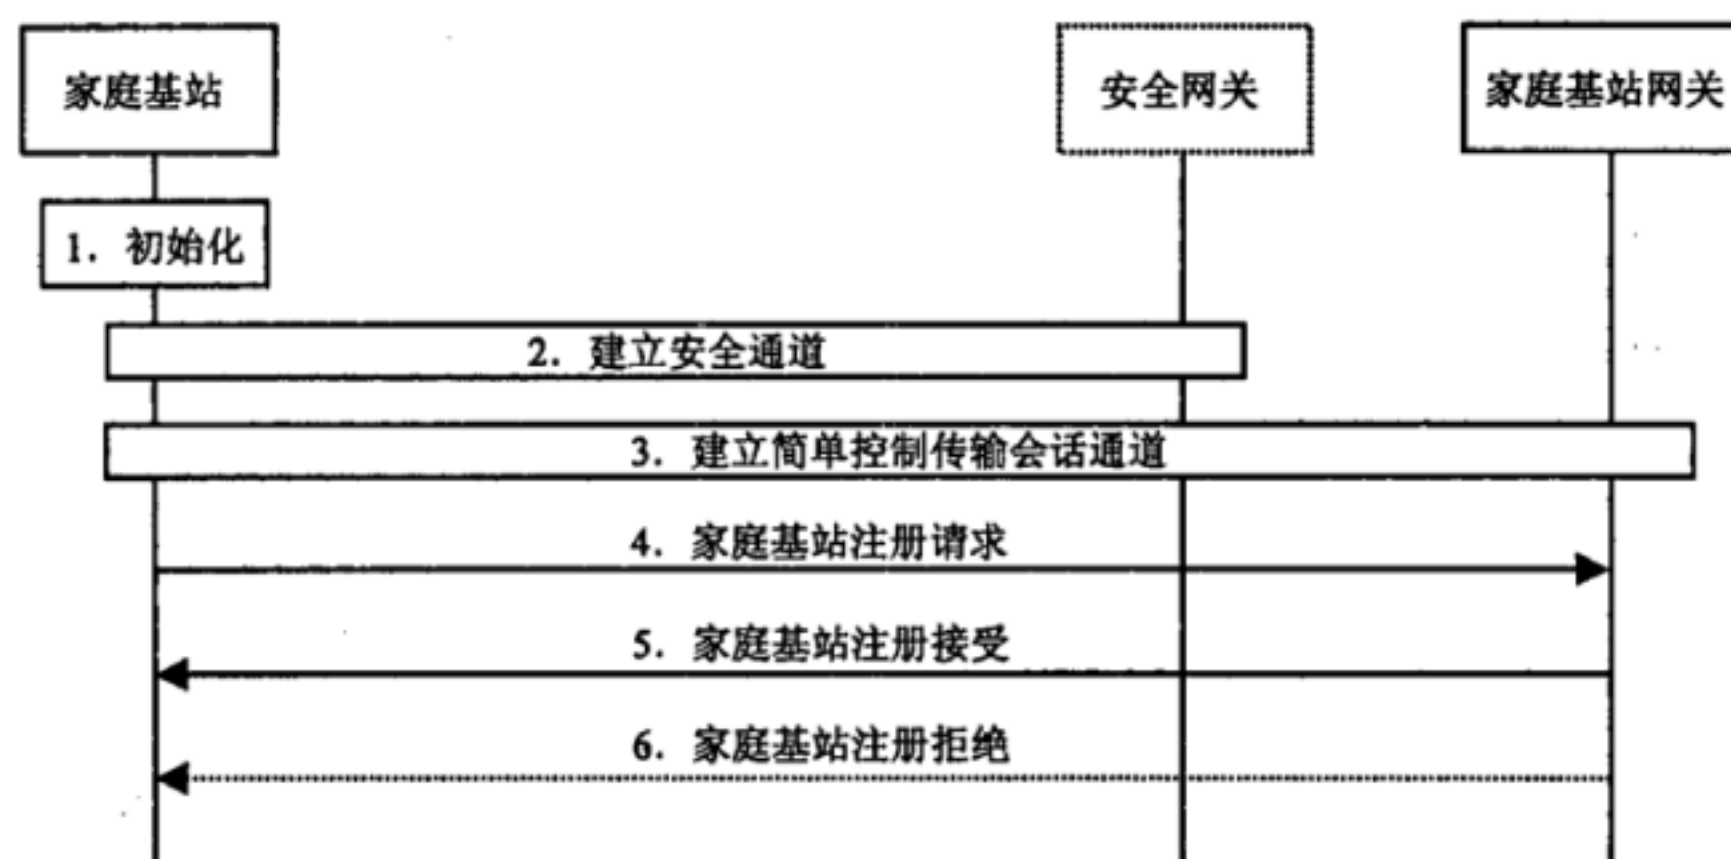 家庭基站
安全网关
家庭基站网关
1. 初始化
2. 建立安全通道
3. 建立简单控制传输会话通道
4. 家庭基站注册请求
5. 家庭基站注册接受
6. 家庭基站注册拒绝